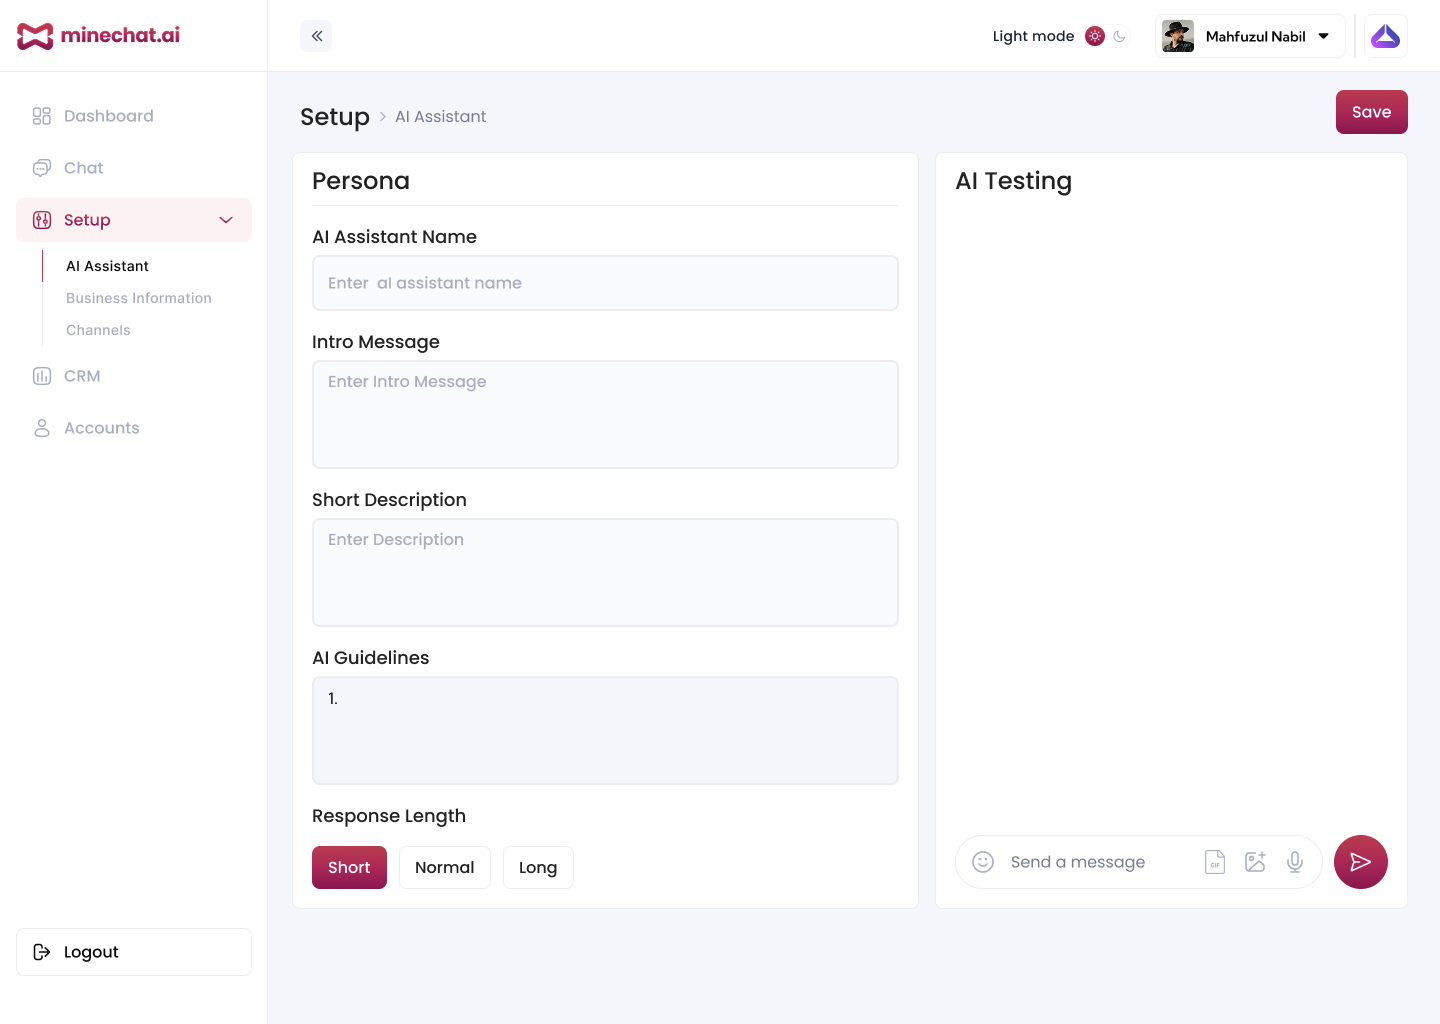 minechat.ai
Light mode
Mahfuzul Nabil
Dashboard
Chat
Setup
AI Assistant
Business Information
Channels
CRM
Accounts
Logout
Setup > AI Assistant
Save
Persona
AI Assistant Name
Enter  aI assistant name
Intro Message
Enter Intro Message
Short Description
Enter Description
AI Guidelines
1.
Response Length
Short
Normal
Long
AI Testing
Send a message
GIF